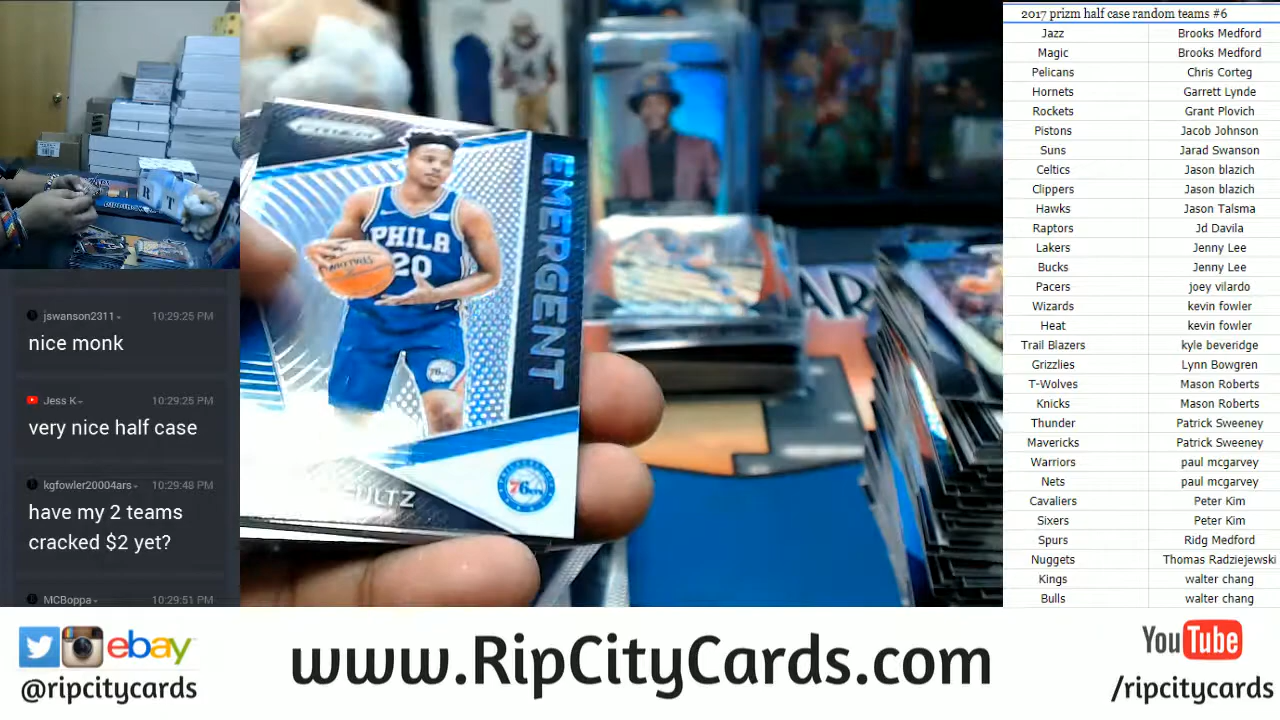 2017 prizm half case random teams #6
Jazz Brooks Medford
Magic Brooks Medford
Pelicans Chris Corteg
Hornets Garrett Lynde
Rockets Grant Plovich
Pistons Jacob Johnson
Suns Jarad Swanson
Celtics Jason blazich
Clippers Jason blazich
Hawks Jason Talsma
Raptors Jd Davila
Lakers Jenny Lee
Bucks Jenny Lee
Pacers joey vilardo
Wizards kevin fowler
Heat kevin fowler
Trail Blazers kyle beveridge
Grizzlies Lynn Bowgren
T-Wolves Mason Roberts
Knicks Mason Roberts
Thunder Patrick Sweeney
Mavericks Patrick Sweeney
Warriors paul mcgarvey
Nets paul mcgarvey
Cavaliers Peter Kim
Sixers Peter Kim
Spurs Ridg Medford
Nuggets Thomas Radziejewski
Kings walter chang
Bulls walter chang
EMERGENT
PHILA
20
76ers
jswanson2311 10:29:25 PM
nice monk
Jess K 10:29:25 PM
very nice half case
kgfowler20004ars 10:29:48 PM
have my 2 teams
cracked $2 yet?
MCBoppa 10:29:51 PM
ebay
@ripcitycards
www.RipCityCards.com
YouTube
/ripcitycards